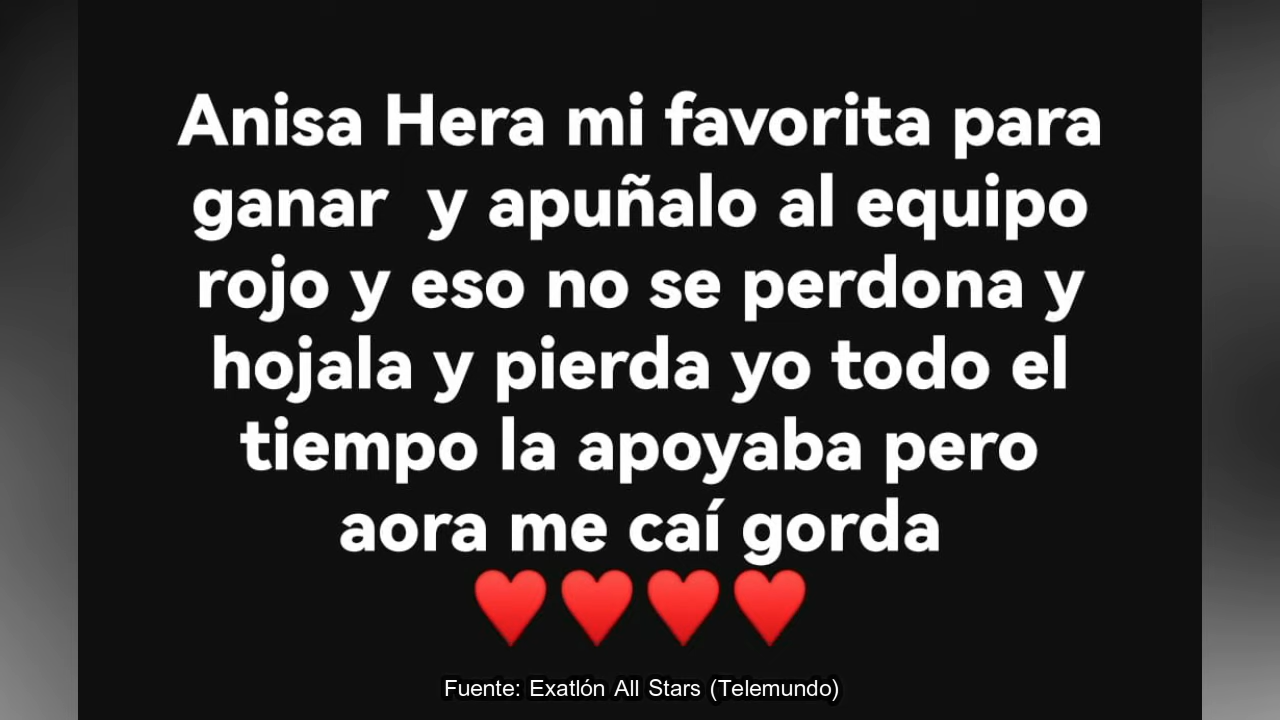 Anisa Hera mi favorita para
ganar  y apuñalo al equipo
rojo y eso no se perdona y
hojala y pierda yo todo el
tiempo la apoyaba pero
aora me caí gorda
♥️♥️♥️♥️
Fuente: Exatlón All Stars (Telemundo)